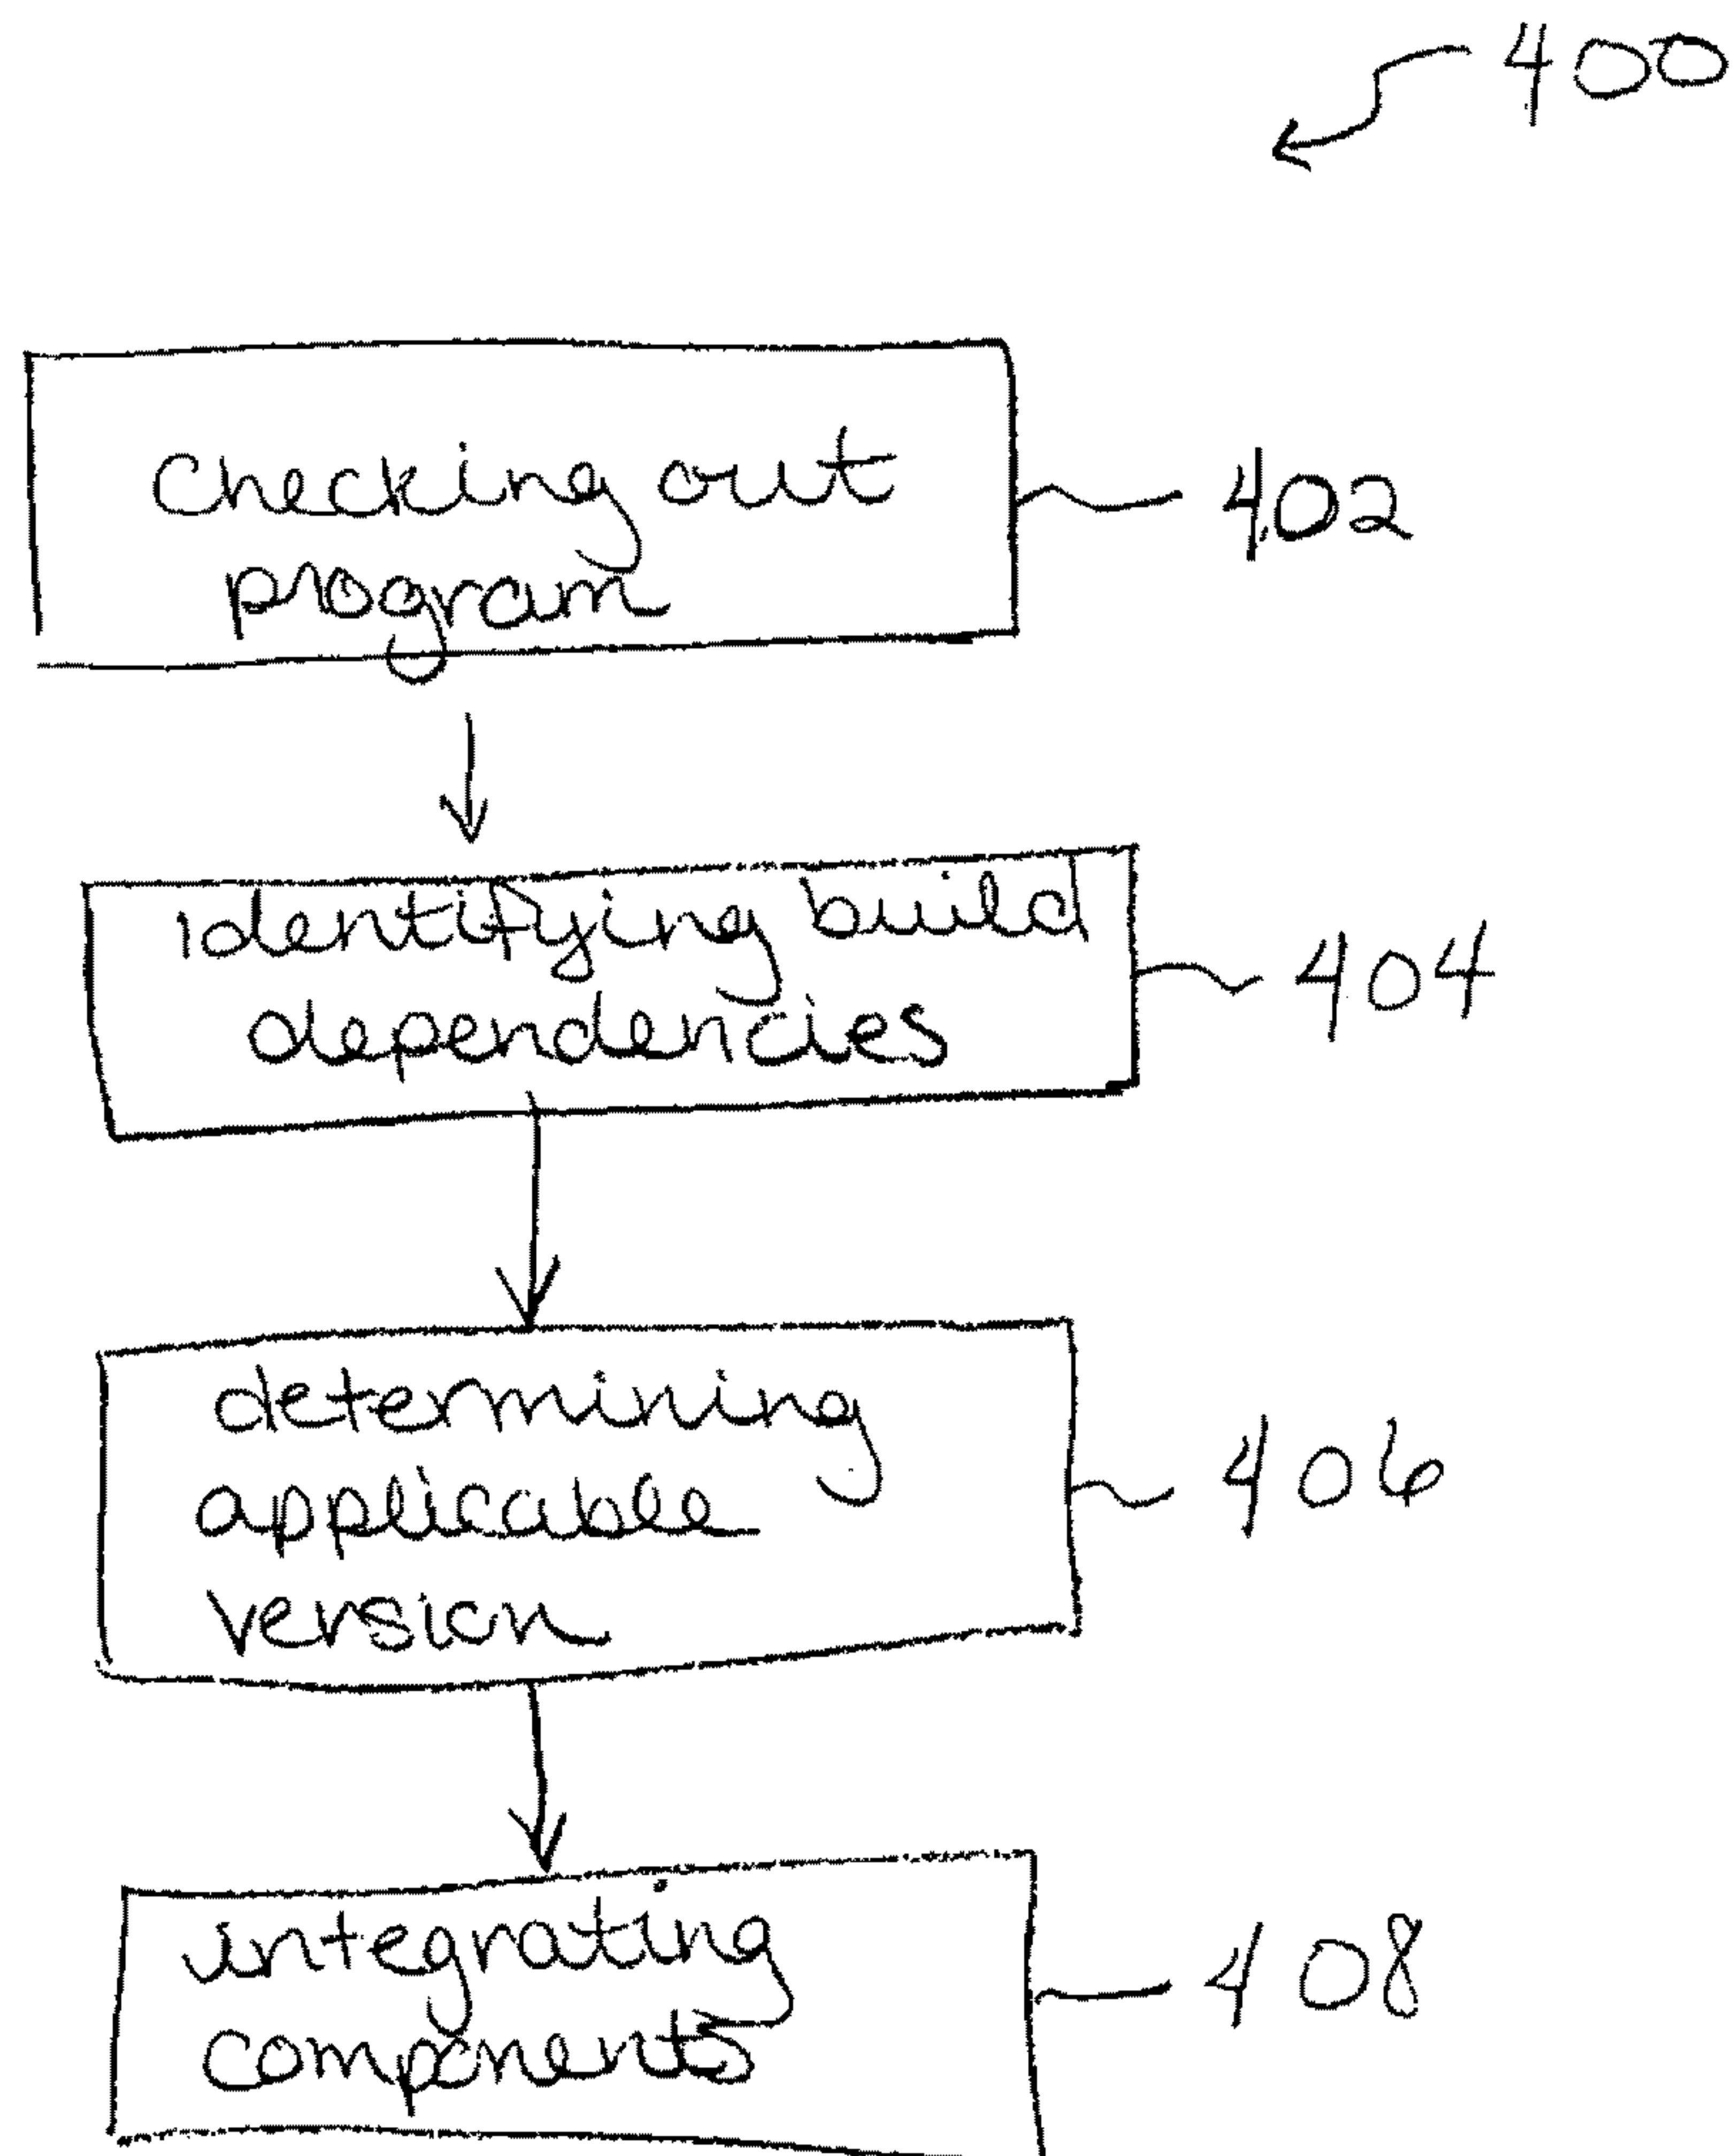 400
checking out
program
402
identifying build
dependencies
404
determining
applicable
version
406
integrating
components
408